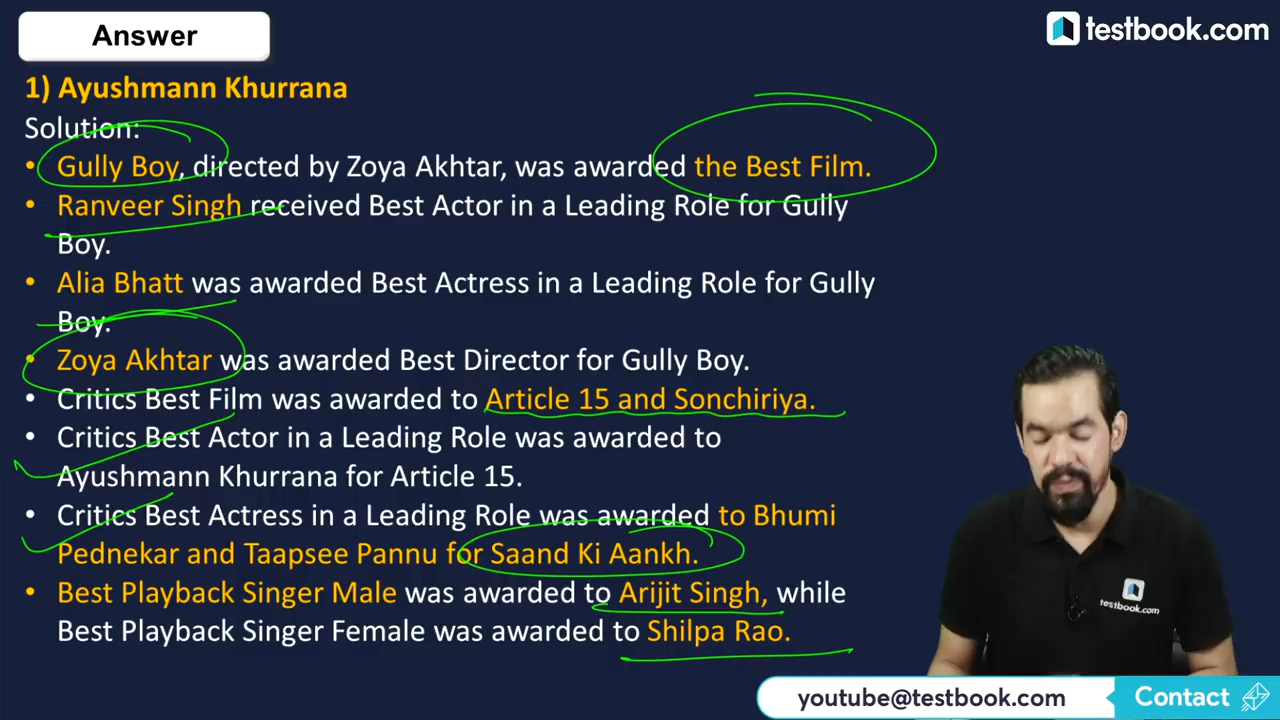 Answer
testbook.com
1) Ayushmann Khurrana
Solution:
• Gully Boy, directed by Zoya Akhtar, was awarded the Best Film.
• Ranveer Singh received Best Actor in a Leading Role for Gully
Boy.
• Alia Bhatt was awarded Best Actress in a Leading Role for Gully
Boy.
• Zoya Akhtar was awarded Best Director for Gully Boy.
• Critics Best Film was awarded to Article 15 and Sonchiriya.
• Critics Best Actor in a Leading Role was awarded to
Ayushmann Khurrana for Article 15.
• Critics Best Actress in a Leading Role was awarded to Bhumi
Pednekar and Taapsee Pannu for Saand Ki Aankh.
• Best Playback Singer Male was awarded to Arijit Singh, while
Best Playback Singer Female was awarded to Shilpa Rao.
testbook.com
youtube@testbook.com
Contact